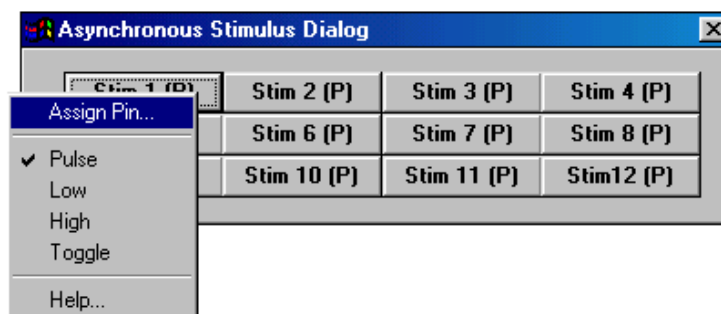 Asynchronous Stimulus Dialog
Stim 1 (P) Stim 2 (P) Stim 3 (P) Stim 4 (P)
Stim 6 (P) Stim 7 (P) Stim 8 (P)
Stim 10 (P) Stim 11 (P) Stim12 (P)
Assign Pin...
Pulse
Low
High
Toggle
Help...